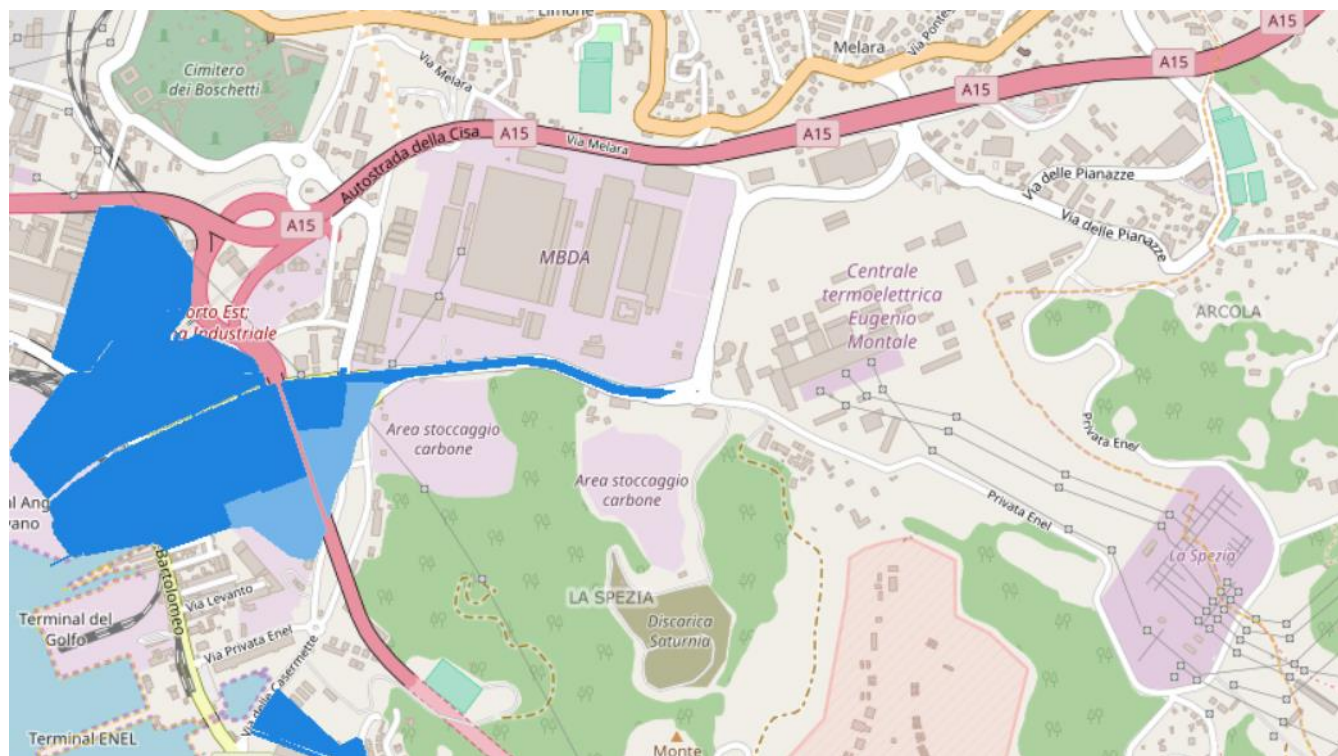 Limone
A15
Cimitero
dei Boschetti
Via Melara
Melara
A15
A15
A15
A15
Via Melara
Autostrada della Cisa
A15
Via delle Pianazze
Via delle Pianazze
MBDA
Centrale
termoelettrica
Eugenio
Montale
ARCOLA
orto Est;
Industriale
Privata Enel
Area stoccaggio
carbone
Area stoccaggio
carbone
Privata Enel
La Spezia
LA SPEZIA
Discarica
Saturnia
Bartolomeo
Via Levanto
Terminal del
Golfo
Via Privata Enel
Via delle Casermette
Terminal ENEL
Monte